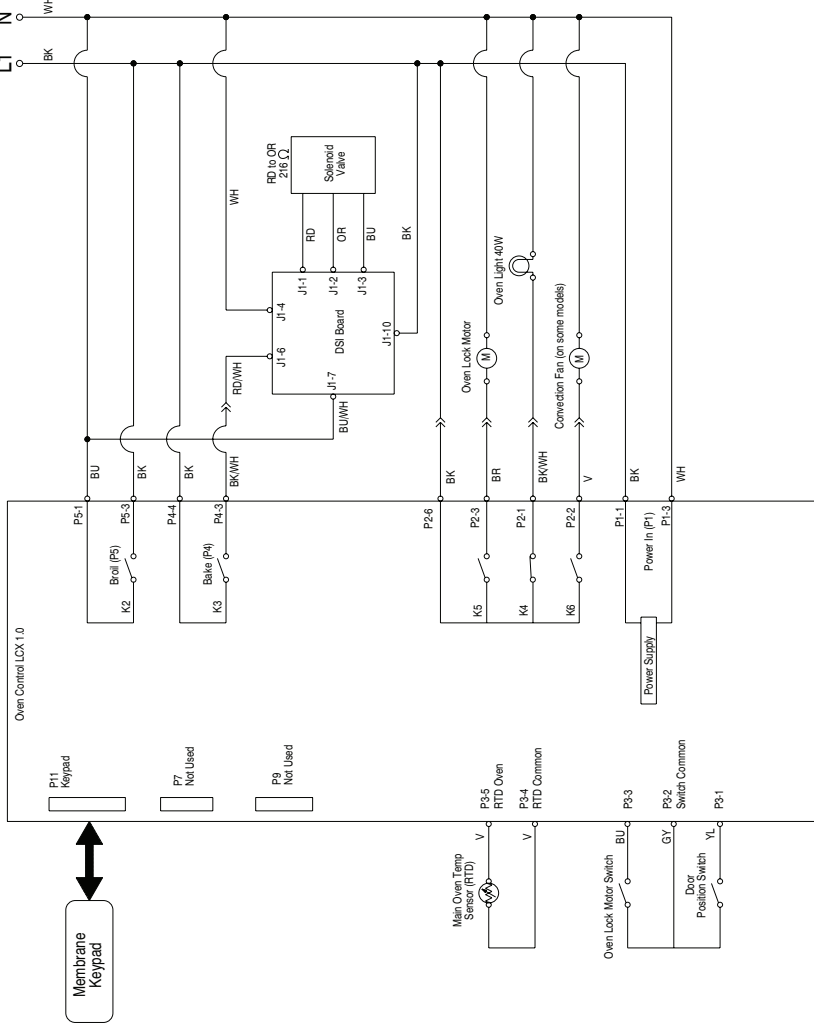 N
WH
L1
BK
BU
P5-1
BK
P5-3
BK
P4-4
BK/WH
P4-3
Broil (P5)
K2
Bake (P4)
K3
WH
RD to OR
216 Ω
Solenoid
Valve
RD
OR
BU
BK
J1-1
J1-2
J1-3
J1-4
J1-6
J1-7
J1-10
DSI Board
RD/WH
BU/WH
Oven Lock Motor
M
Oven Light 40W
Convection Fan (on some models)
M
BK
P2-6
BR
P2-3
BK/WH
P2-1
V
P2-2
BK
P1-1
WH
P1-3
K5
K4
K6
Power In (P1)
Power Supply
Oven Control LCX 1.0
P11
Keypad
P7
Not Used
P9
Not Used
Membrane
Keypad
P3-5
RTD Oven
P3-4
RTD Common
V
V
Main Oven Temp
Sensor (RTD)
P3-3
P3-2
Switch Common
P3-1
BU
GY
YL
Oven Lock Motor Switch
Door
Position Switch